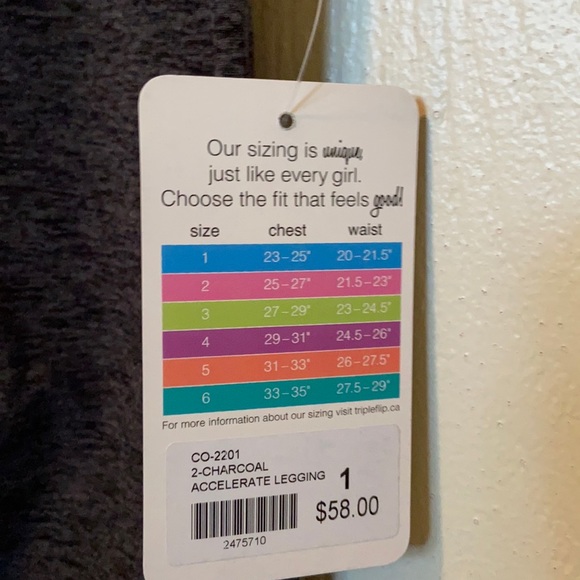 Our sizing is unique,
just like every girl.
Choose the fit that feels good!
size chest waist
1 23-25" 20-21.5"
2 25-27" 21.5-23"
3 27-29" 23-24.5"
4 29-31" 24.5-26"
5 31-33" 26-27.5"
6 33-35" 27.5-29"
For more information about our sizing visit tripleflip.ca
CO-2201
2-CHARCOAL
ACCELERATE LEGGING 1
$58.00
2475710